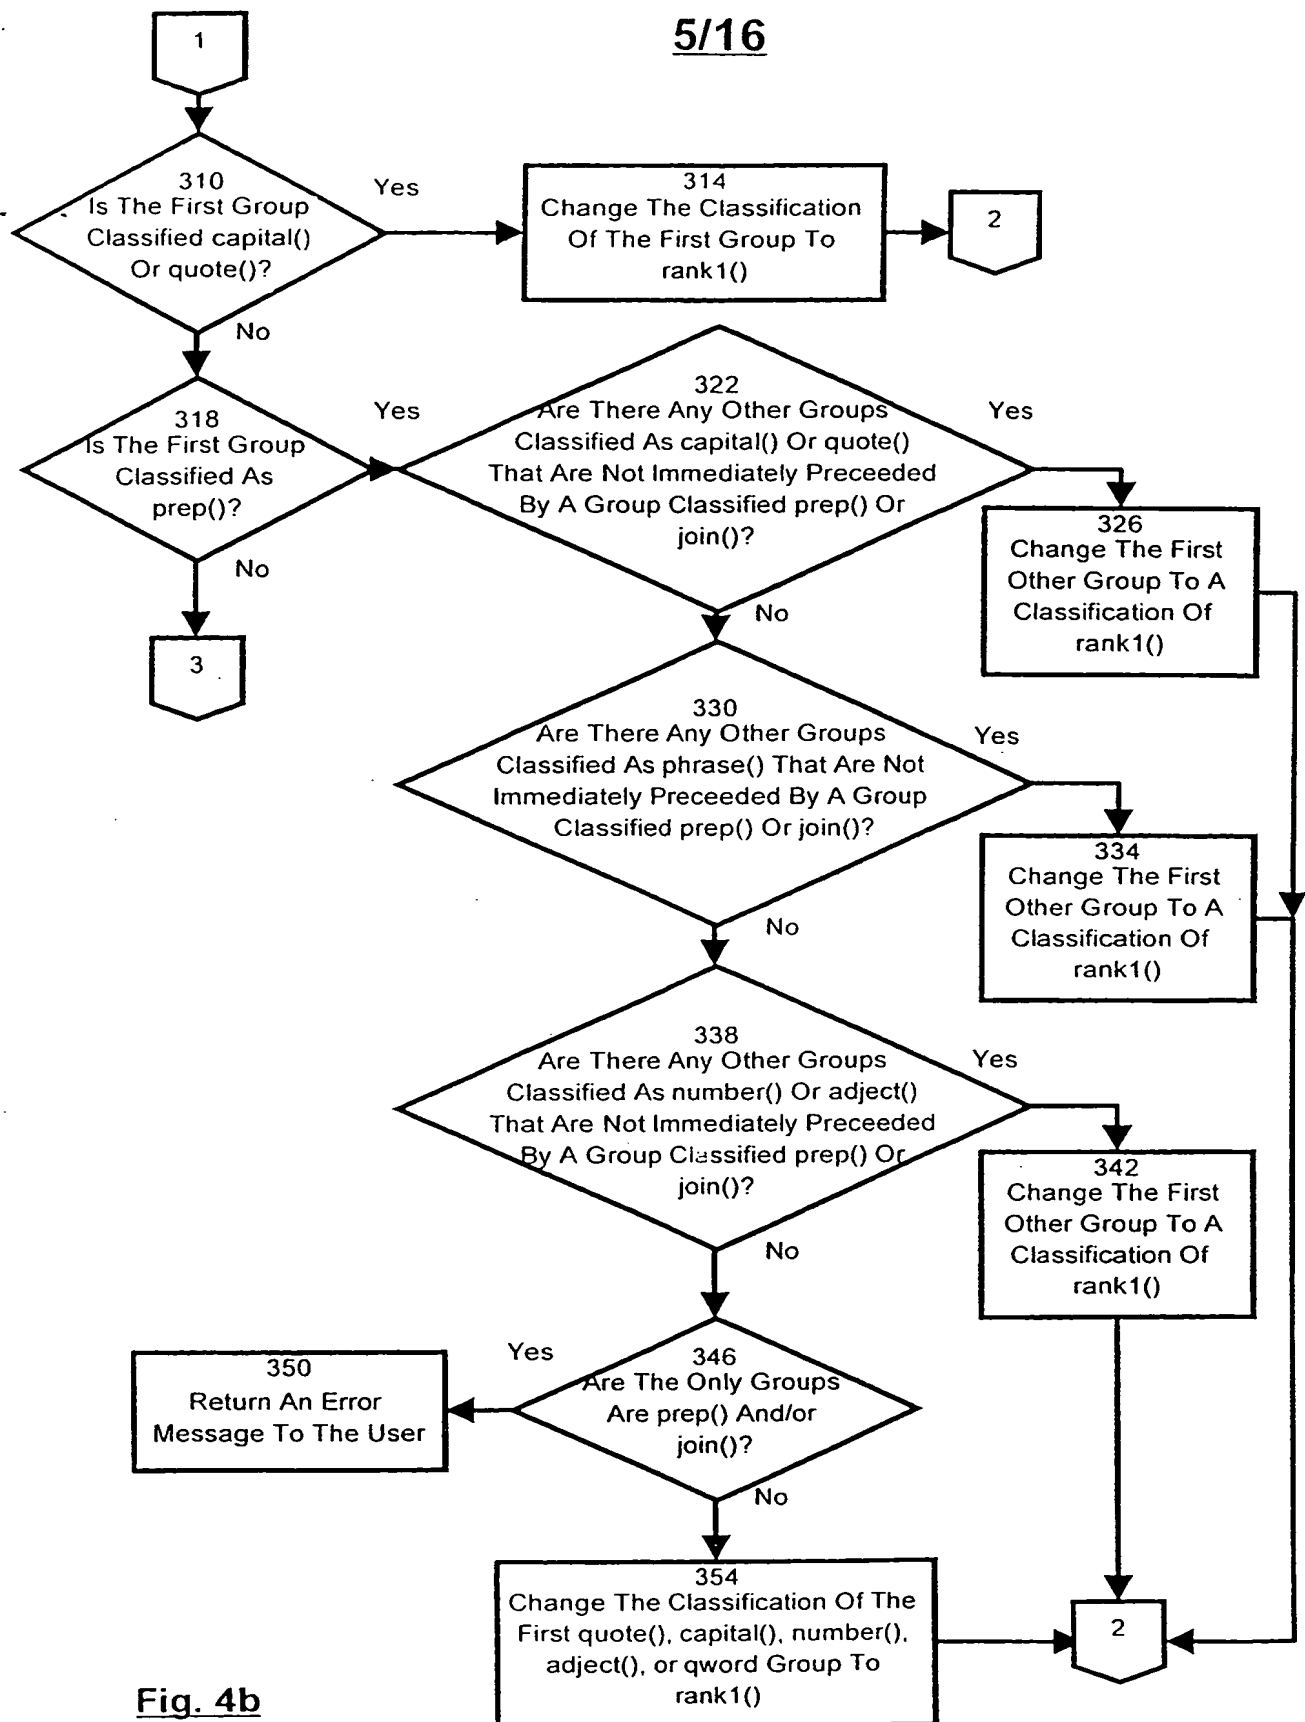 5/16
1
310
Is The First Group
Classified capital()
Or quote()?
Yes
314
Change The Classification
Of The First Group To
rank1()
2
No
318
Is The First Group
Classified As
prep()?
Yes
322
Are There Any Other Groups
Classified As capital() Or quote()
That Are Not Immediately Preceeded
By A Group Classified prep() Or
join()?
Yes
326
Change The First
Other Group To A
Classification Of
rank1()
No
3
No
330
Are There Any Other Groups
Classified As phrase() That Are Not
Immediately Preceeded By A Group
Classified prep() Or join()?
Yes
334
Change The First
Other Group To A
Classification Of
rank1()
No
338
Are There Any Other Groups
Classified As number() Or adject()
That Are Not Immediately Preceeded
By A Group Classified prep() Or
join()?
Yes
342
Change The First
Other Group To A
Classification Of
rank1()
No
346
Are The Only Groups
Are prep() And/or
join()?
Yes
350
Return An Error
Message To The User
No
354
Change The Classification Of The
First quote(), capital(), number(),
adject(), or qword Group To
rank1()
2
Fig. 4b